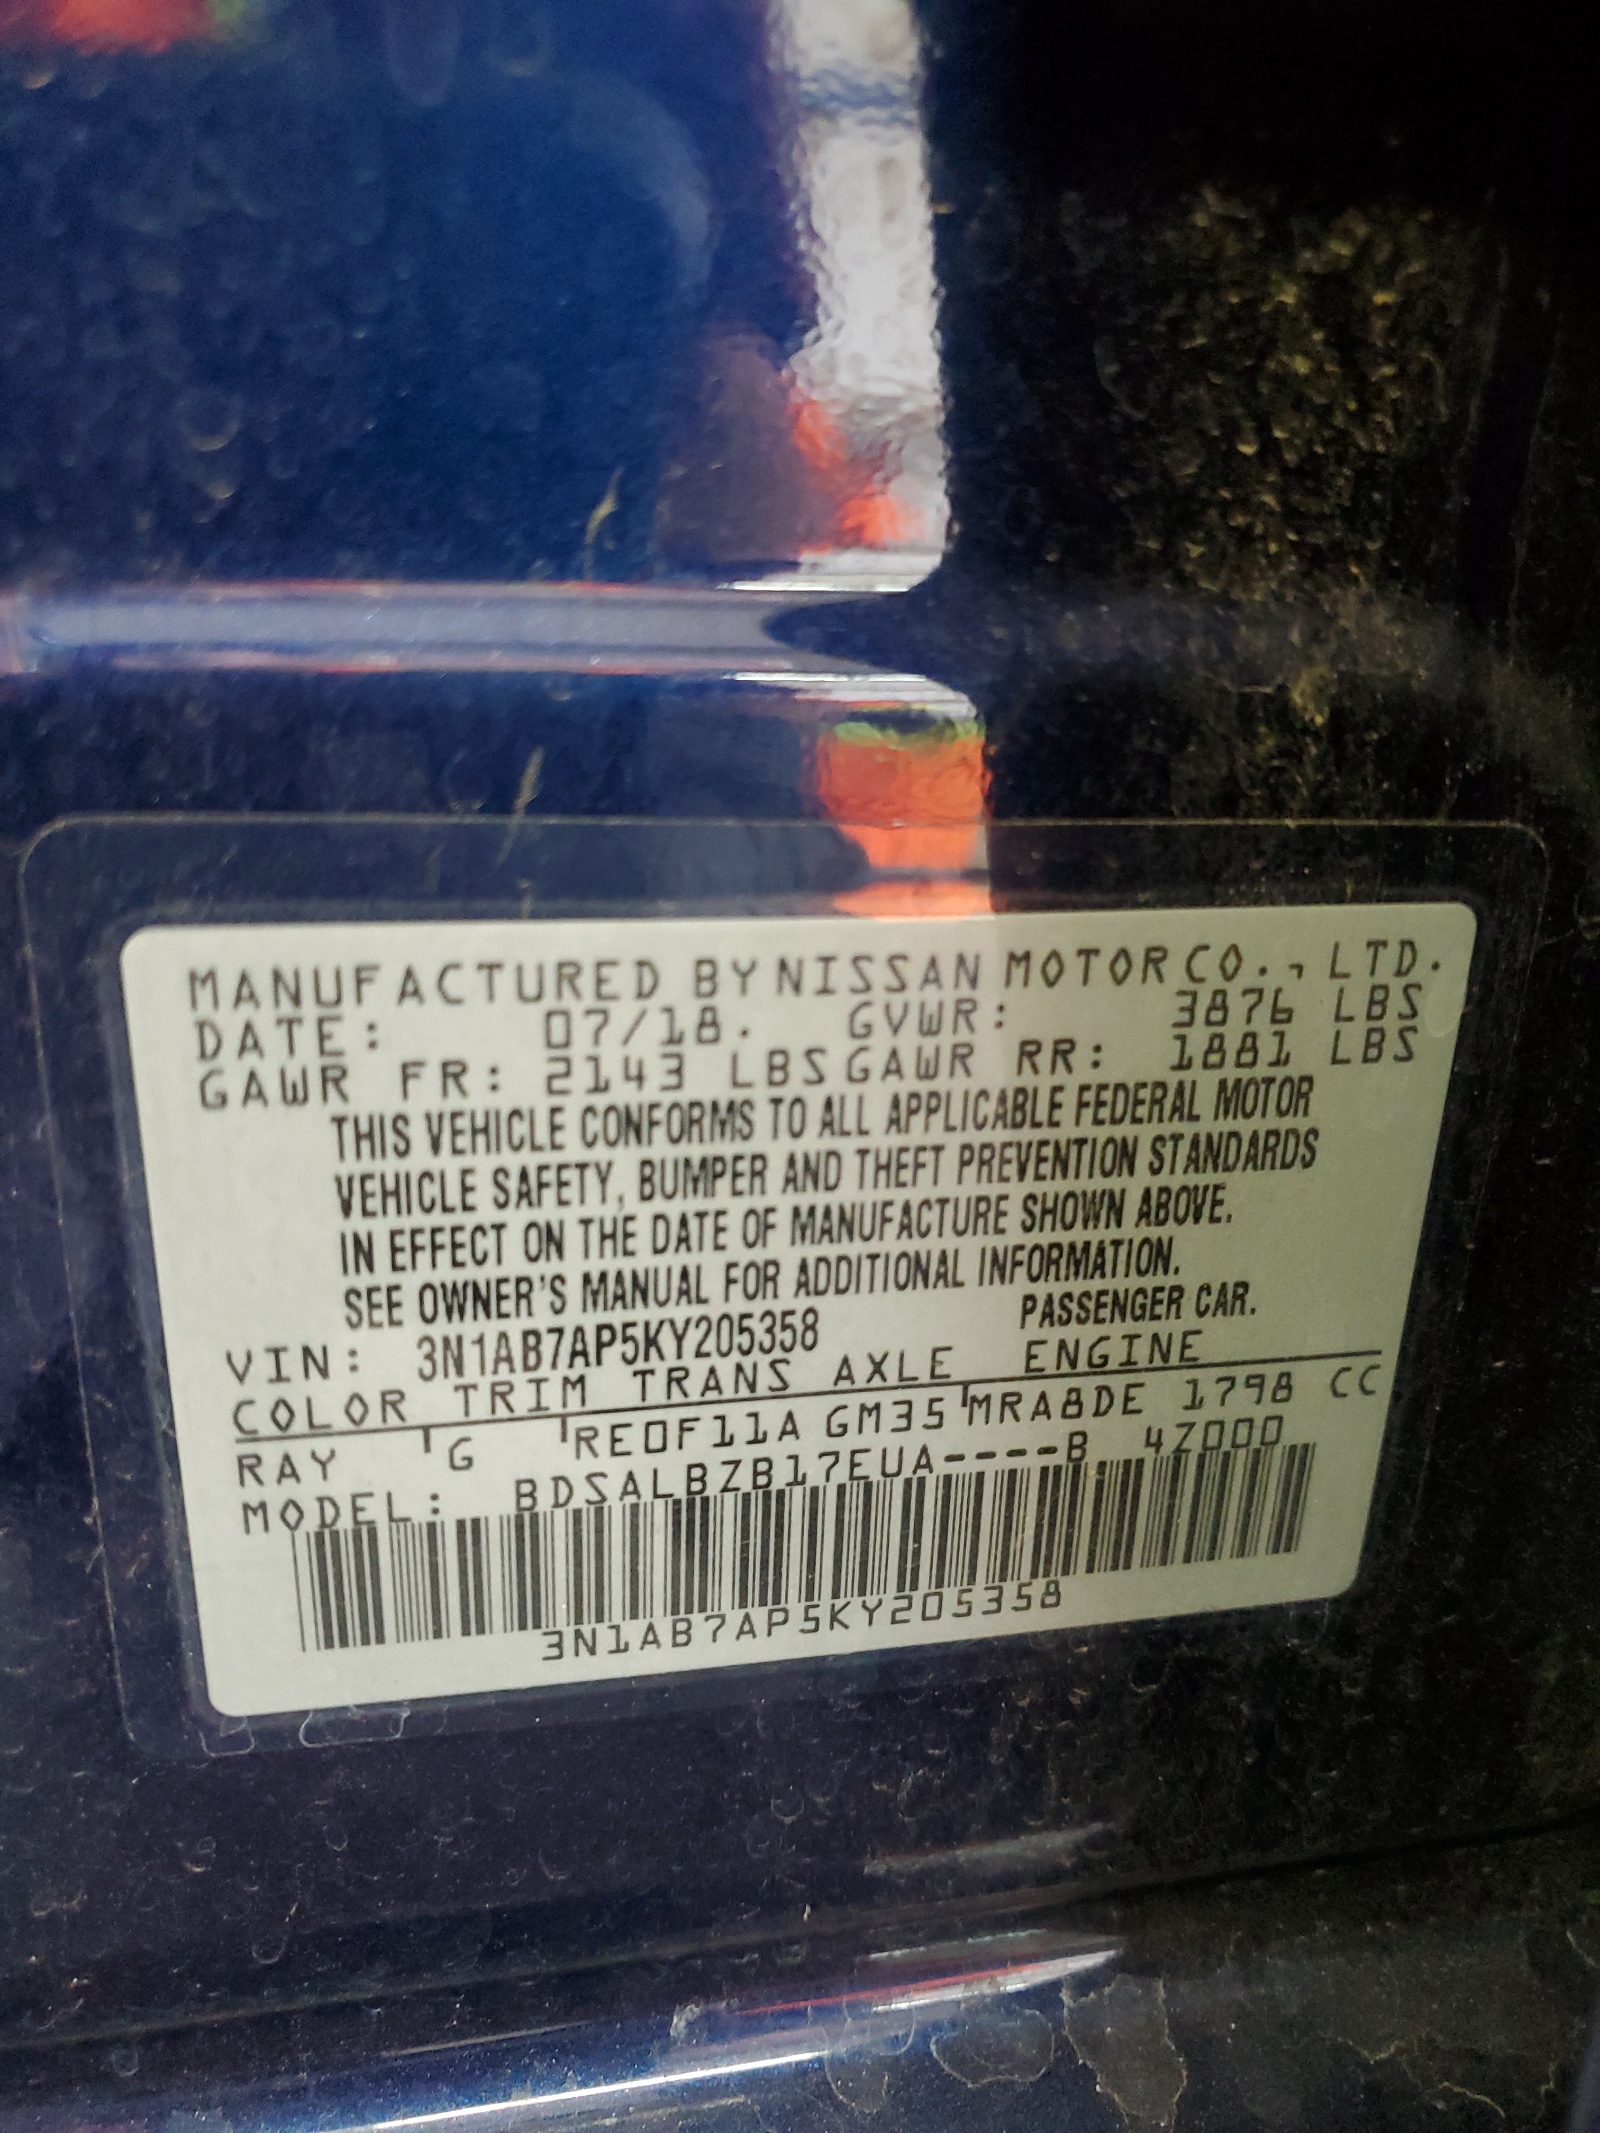 MANUFACTURED BY NISSAN MOTOR CO., LTD.
DATE: 07/18. GVWR: 3876 LBS
GAWR FR: 2143 LBS GAWR RR: 1881 LBS
THIS VEHICLE CONFORMS TO ALL APPLICABLE FEDERAL MOTOR
VEHICLE SAFETY, BUMPER AND THEFT PREVENTION STANDARDS
IN EFFECT ON THE DATE OF MANUFACTURE SHOWN ABOVE.
SEE OWNER'S MANUAL FOR ADDITIONAL INFORMATION.
VIN: 3N1AB7AP5KY205358 PASSENGER CAR.
COLOR TRIM TRANS AXLE ENGINE
RAY G RE0F11A GM35 MRA8DE 1798 CC
MODEL: BDSALBZB17EUA----B 4Z000
3N1AB7AP5KY205358